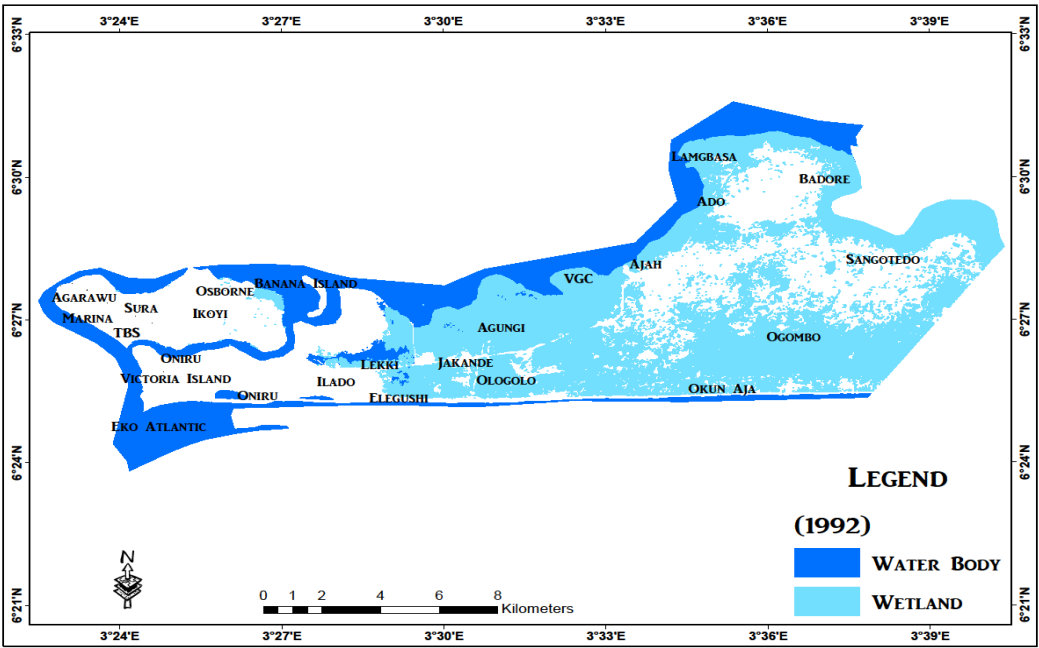 3°24'E 3°27'E 3°30'E 3°33'E 3°36'E 3°39'E
6°33'N 6°33'N
LAMGBASA
6°30'N BADORE 6°30'N
ADO
SANGOTEDO
AJAH
VGC
BANANA ISLAND
OSBORNE
AGARAWU
SURA
IKOYI
MARINA
6°27'N 6°27'N
AGUNGI
TBS
OGOMBO
ONIRU
LEKKI JAKANDE
VICTORIA ISLAND
ILADO OLOGOLO
OKUN AJA
ONIRU ELEGUSHI
EKO ATLANTIC
6°24'N 6°24'N
LEGEND
(1992)
WATER BODY
WETLAND
N
0 1 2 4 6 8
Kilometers
6°21'N 6°21'N
3°24'E 3°27'E 3°30'E 3°33'E 3°36'E 3°39'E